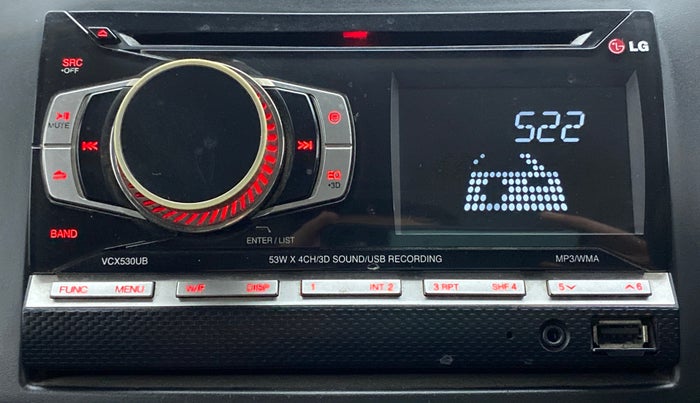 LG
SRC
•OFF
MUTE
EQ
•3D
522
BAND
ENTER / LIST
VCX530UB
53W X 4CH/3D SOUND/USB RECORDING
MP3/WMA
FUNC MENU DISP 1 INT 2 3 RPT SHF 4 5 6